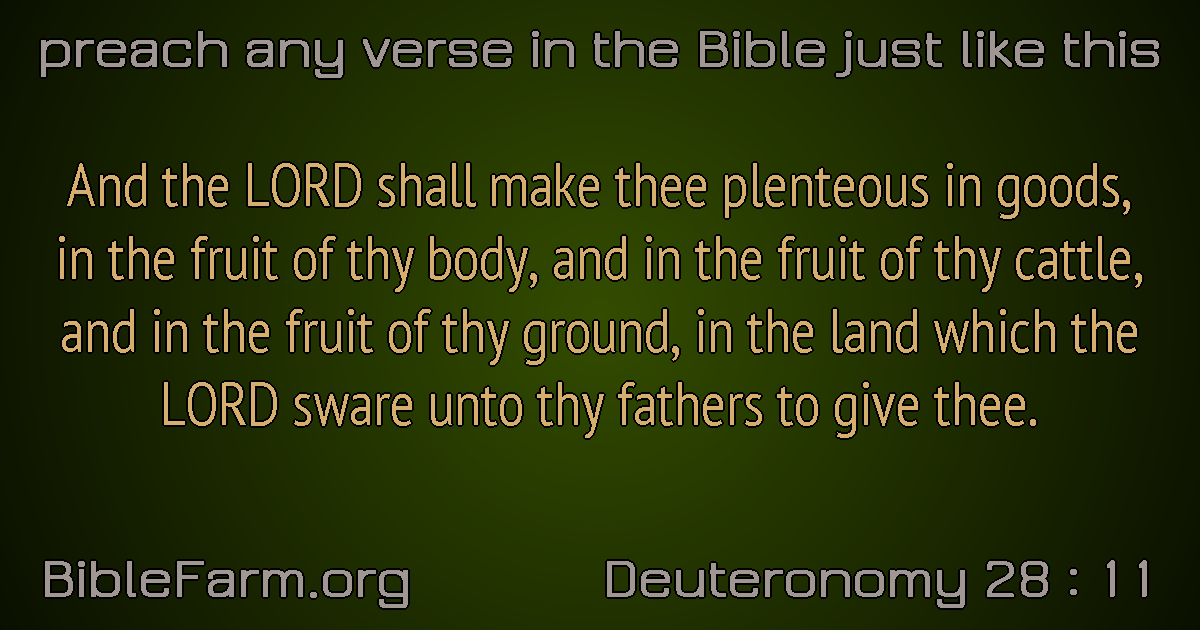 preach any verse in the Bible just like this
And the LORD shall make thee plenteous in goods,
in the fruit of thy body, and in the fruit of thy cattle,
and in the fruit of thy ground, in the land which the
LORD sware unto thy fathers to give thee.
BibleFarm.org
Deuteronomy 28 : 11